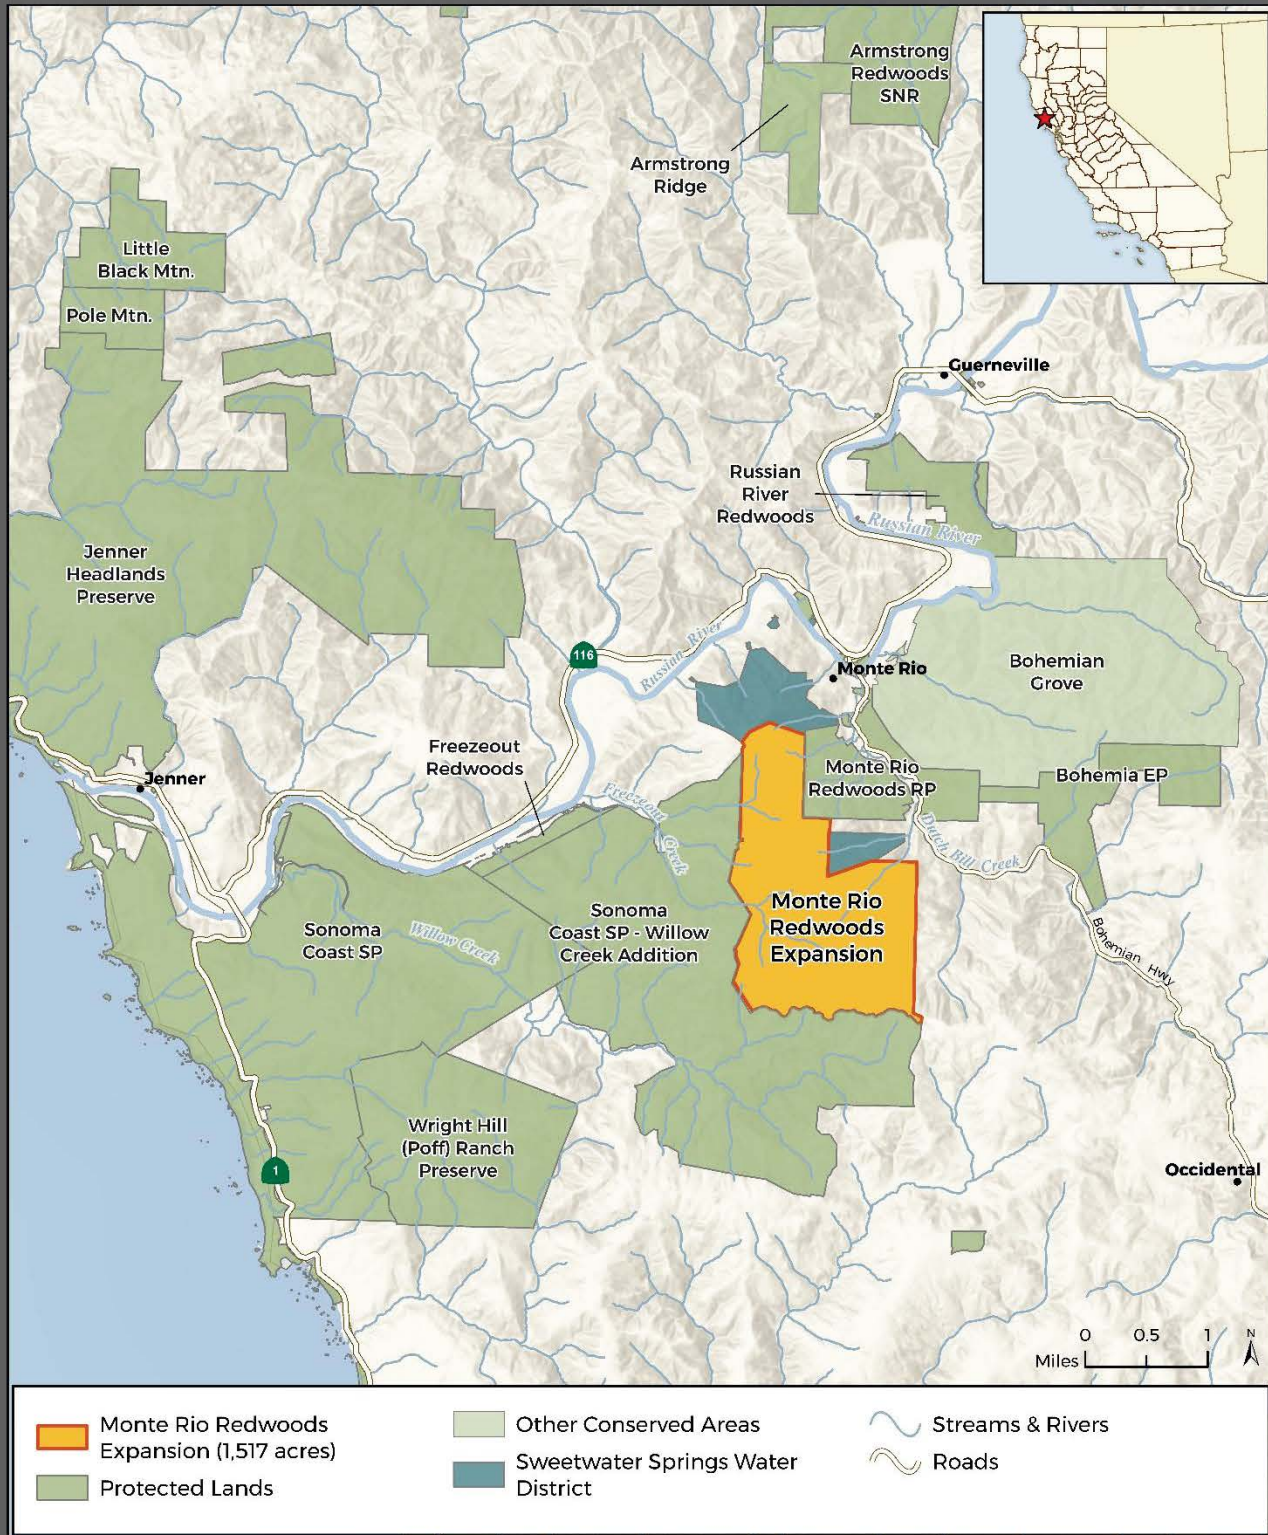 Armstrong
Redwoods
SNR
Armstrong
Ridge
Little
Black Mtn.
Pole Mtn.
Guerneville
Russian
River
Redwoods
Russian River
Jenner
Headlands
Preserve
116
Russian River
Monte Rio
Bohemian
Grove
Freezeout
Redwoods
Jenner
Freezeout
Creek
Monte Rio
Redwoods RP
Bohemia EP
Dutch Bill Creek
Monte Rio
Redwoods
Expansion
Sonoma
Coast SP
Willow
Creek
Sonoma
Coast SP - Willow
Creek Addition
Bohemian Hwy
Wright Hill
(Poff) Ranch
Preserve
1
Occidental
0 0.5 1
Miles
N
Monte Rio Redwoods
Expansion (1,517 acres)
Protected Lands
Other Conserved Areas
Sweetwater Springs Water
District
Streams & Rivers
Roads